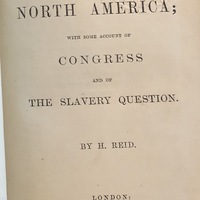 NORTH AMERICA;
WITH SOME ACCOUNT OF
CONGRESS
AND OF
THE SLAVERY QUESTION.
BY H. REID.
LONDON: